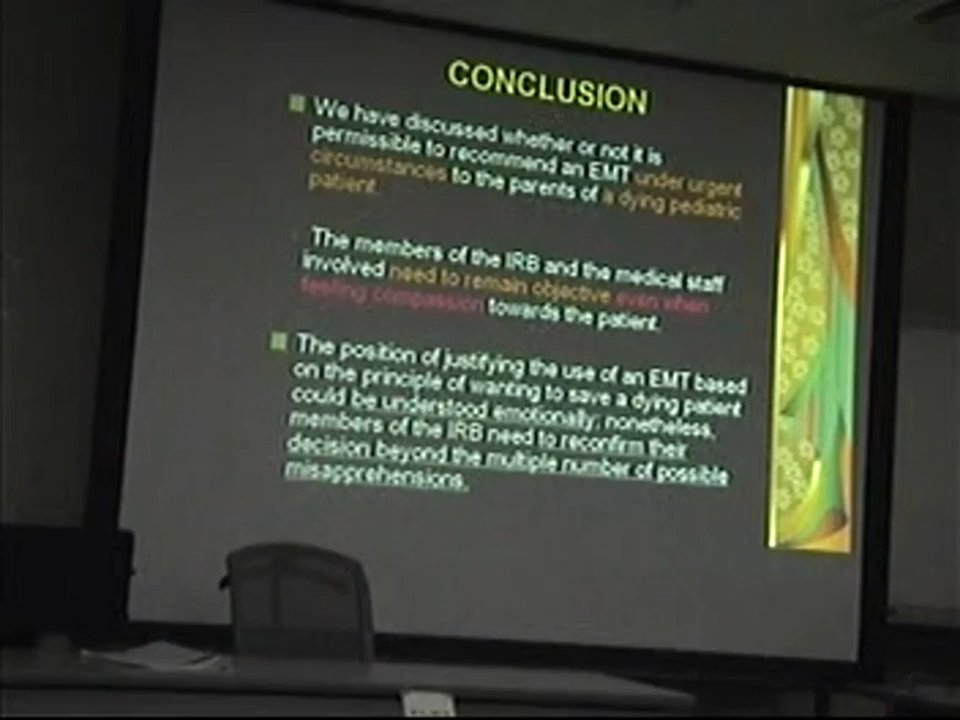 CONCLUSION
We have discussed whether or not it is
permissible to recommend an EMT under urgent
circumstances to the parents of a dying pediatric
patient.
The members of the IRB and the medical staff
involved need to remain objective even when
feeling compassion towards the patient.
The position of justifying the use of an EMT based
on the principle of wanting to save a dying patient
could be understood emotionally; nonetheless,
members of the IRB need to reconfirm their
decision beyond the multiple number of possible
misapprehensions.